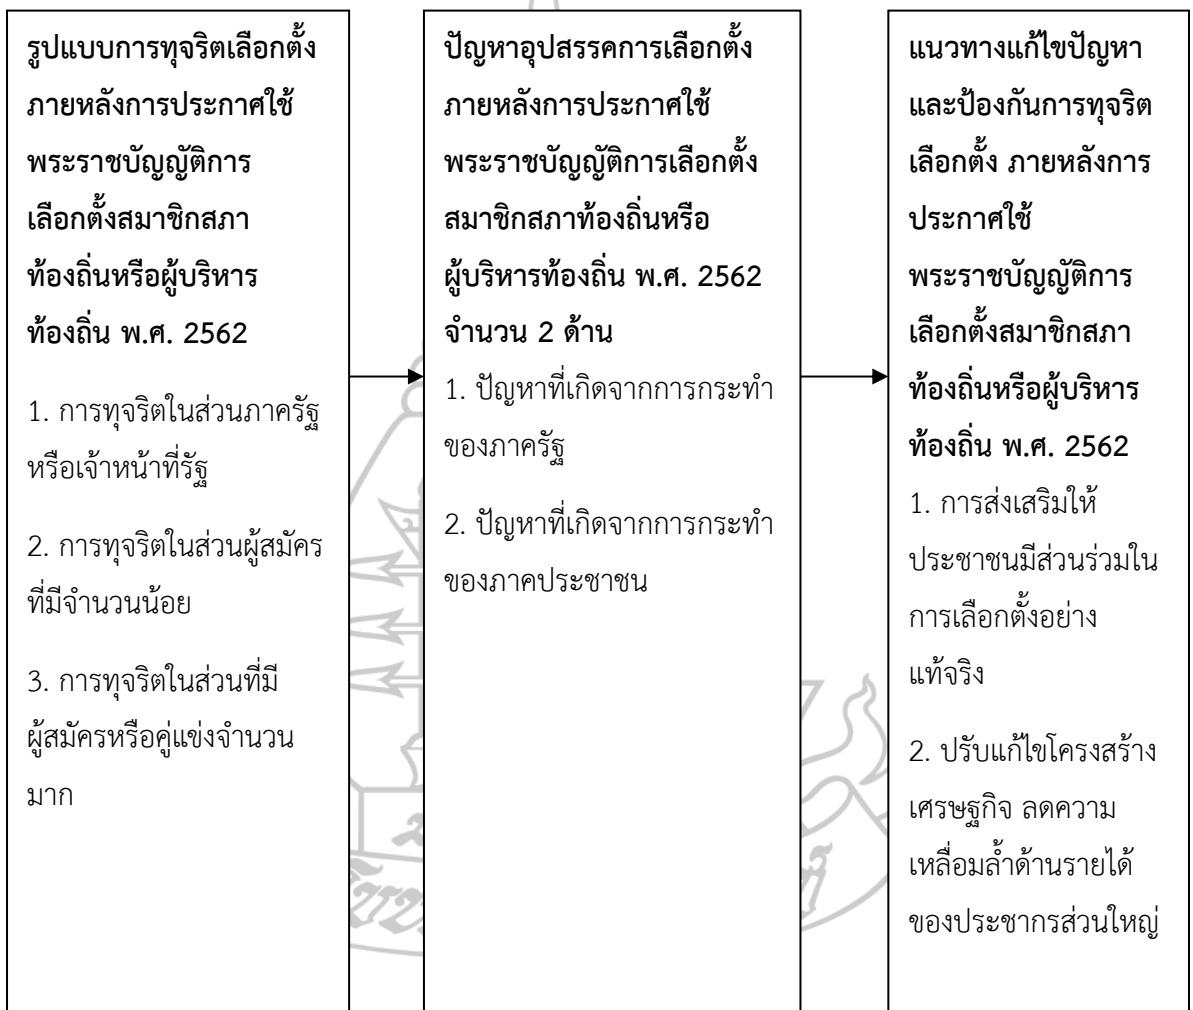 รูปแบบการทุจริตเลือกตั้ง
ภายหลังการประกาศใช้
พระราชบัญญัติการ
เลือกตั้งสมาชิกสภา
ท้องถิ่นหรือผู้บริหาร
ท้องถิ่น พ.ศ. 2562
1. การทุจริตในส่วนภาครัฐ
หรือเจ้าหน้าที่รัฐ
2. การทุจริตในส่วนผู้สมัคร
ที่มีจำนวนน้อย
3. การทุจริตในส่วนที่มี
ผู้สมัครหรือคู่แข่งจำนวน
มาก
ปัญหาอุปสรรคการเลือกตั้ง
ภายหลังการประกาศใช้
พระราชบัญญัติการเลือกตั้ง
สมาชิกสภาท้องถิ่นหรือ
ผู้บริหารท้องถิ่น พ.ศ. 2562
จำนวน 2 ด้าน
1. ปัญหาที่เกิดจากการกระทำ
ของภาครัฐ
2. ปัญหาที่เกิดจากการกระทำ
ของภาคประชาชน
แนวทางแก้ไขปัญหา
และป้องกันการทุจริต
เลือกตั้ง ภายหลังการ
ประกาศใช้
พระราชบัญญัติการ
เลือกตั้งสมาชิกสภา
ท้องถิ่นหรือผู้บริหาร
ท้องถิ่น พ.ศ. 2562
1. การส่งเสริมให้
ประชาชนมีส่วนร่วมใน
การเลือกตั้งอย่าง
แท้จริง
2. ปรับแก้ไขโครงสร้าง
เศรษฐกิจ ลดความ
เหลื่อมล้ำด้านรายได้
ของประชากรส่วนใหญ่